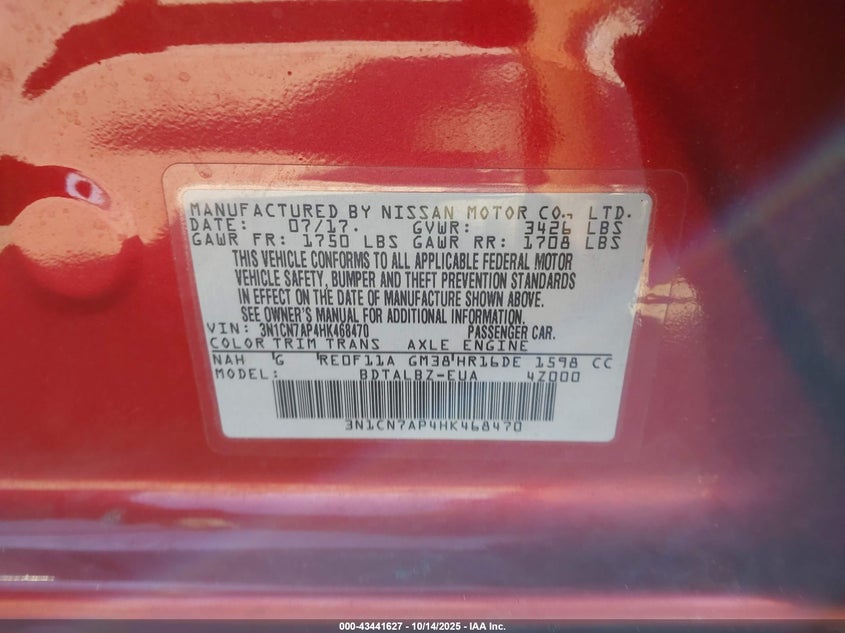 MANUFACTURED BY NISSAN MOTOR CO., LTD.
DATE: 07/17. GVWR: 3426 LBS
GAWR FR: 1750 LBS GAWR RR: 1708 LBS
THIS VEHICLE CONFORMS TO ALL APPLICABLE FEDERAL MOTOR
VEHICLE SAFETY, BUMPER AND THEFT PREVENTION STANDARDS
IN EFFECT ON THE DATE OF MANUFACTURE SHOWN ABOVE.
SEE OWNER'S MANUAL FOR ADDITIONAL INFORMATION.
VIN: 3N1CN7AP4HK468470 PASSENGER CAR.
COLOR TRIM TRANS AXLE ENGINE
NAH G RE0F11A GM38 HR16DE 1598 CC
MODEL: BDTALBZ-EUA 4Z000
3N1CN7AP4HK468470
000-43441627 - 10/14/2025 - IAA Inc.